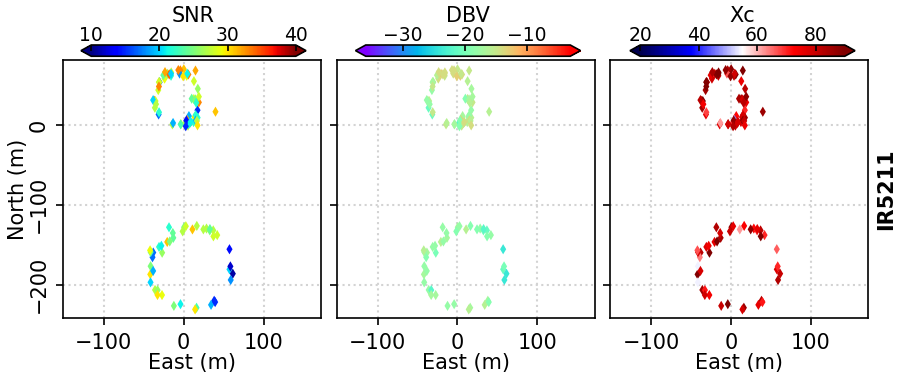 SNR DBV Xc
10 20 30 40 −30 −20 −10 20 40 60 80
North (m)
0
−100
−200
IR5211
−100 0 100 −100 0 100 −100 0 100
East (m) East (m) East (m)